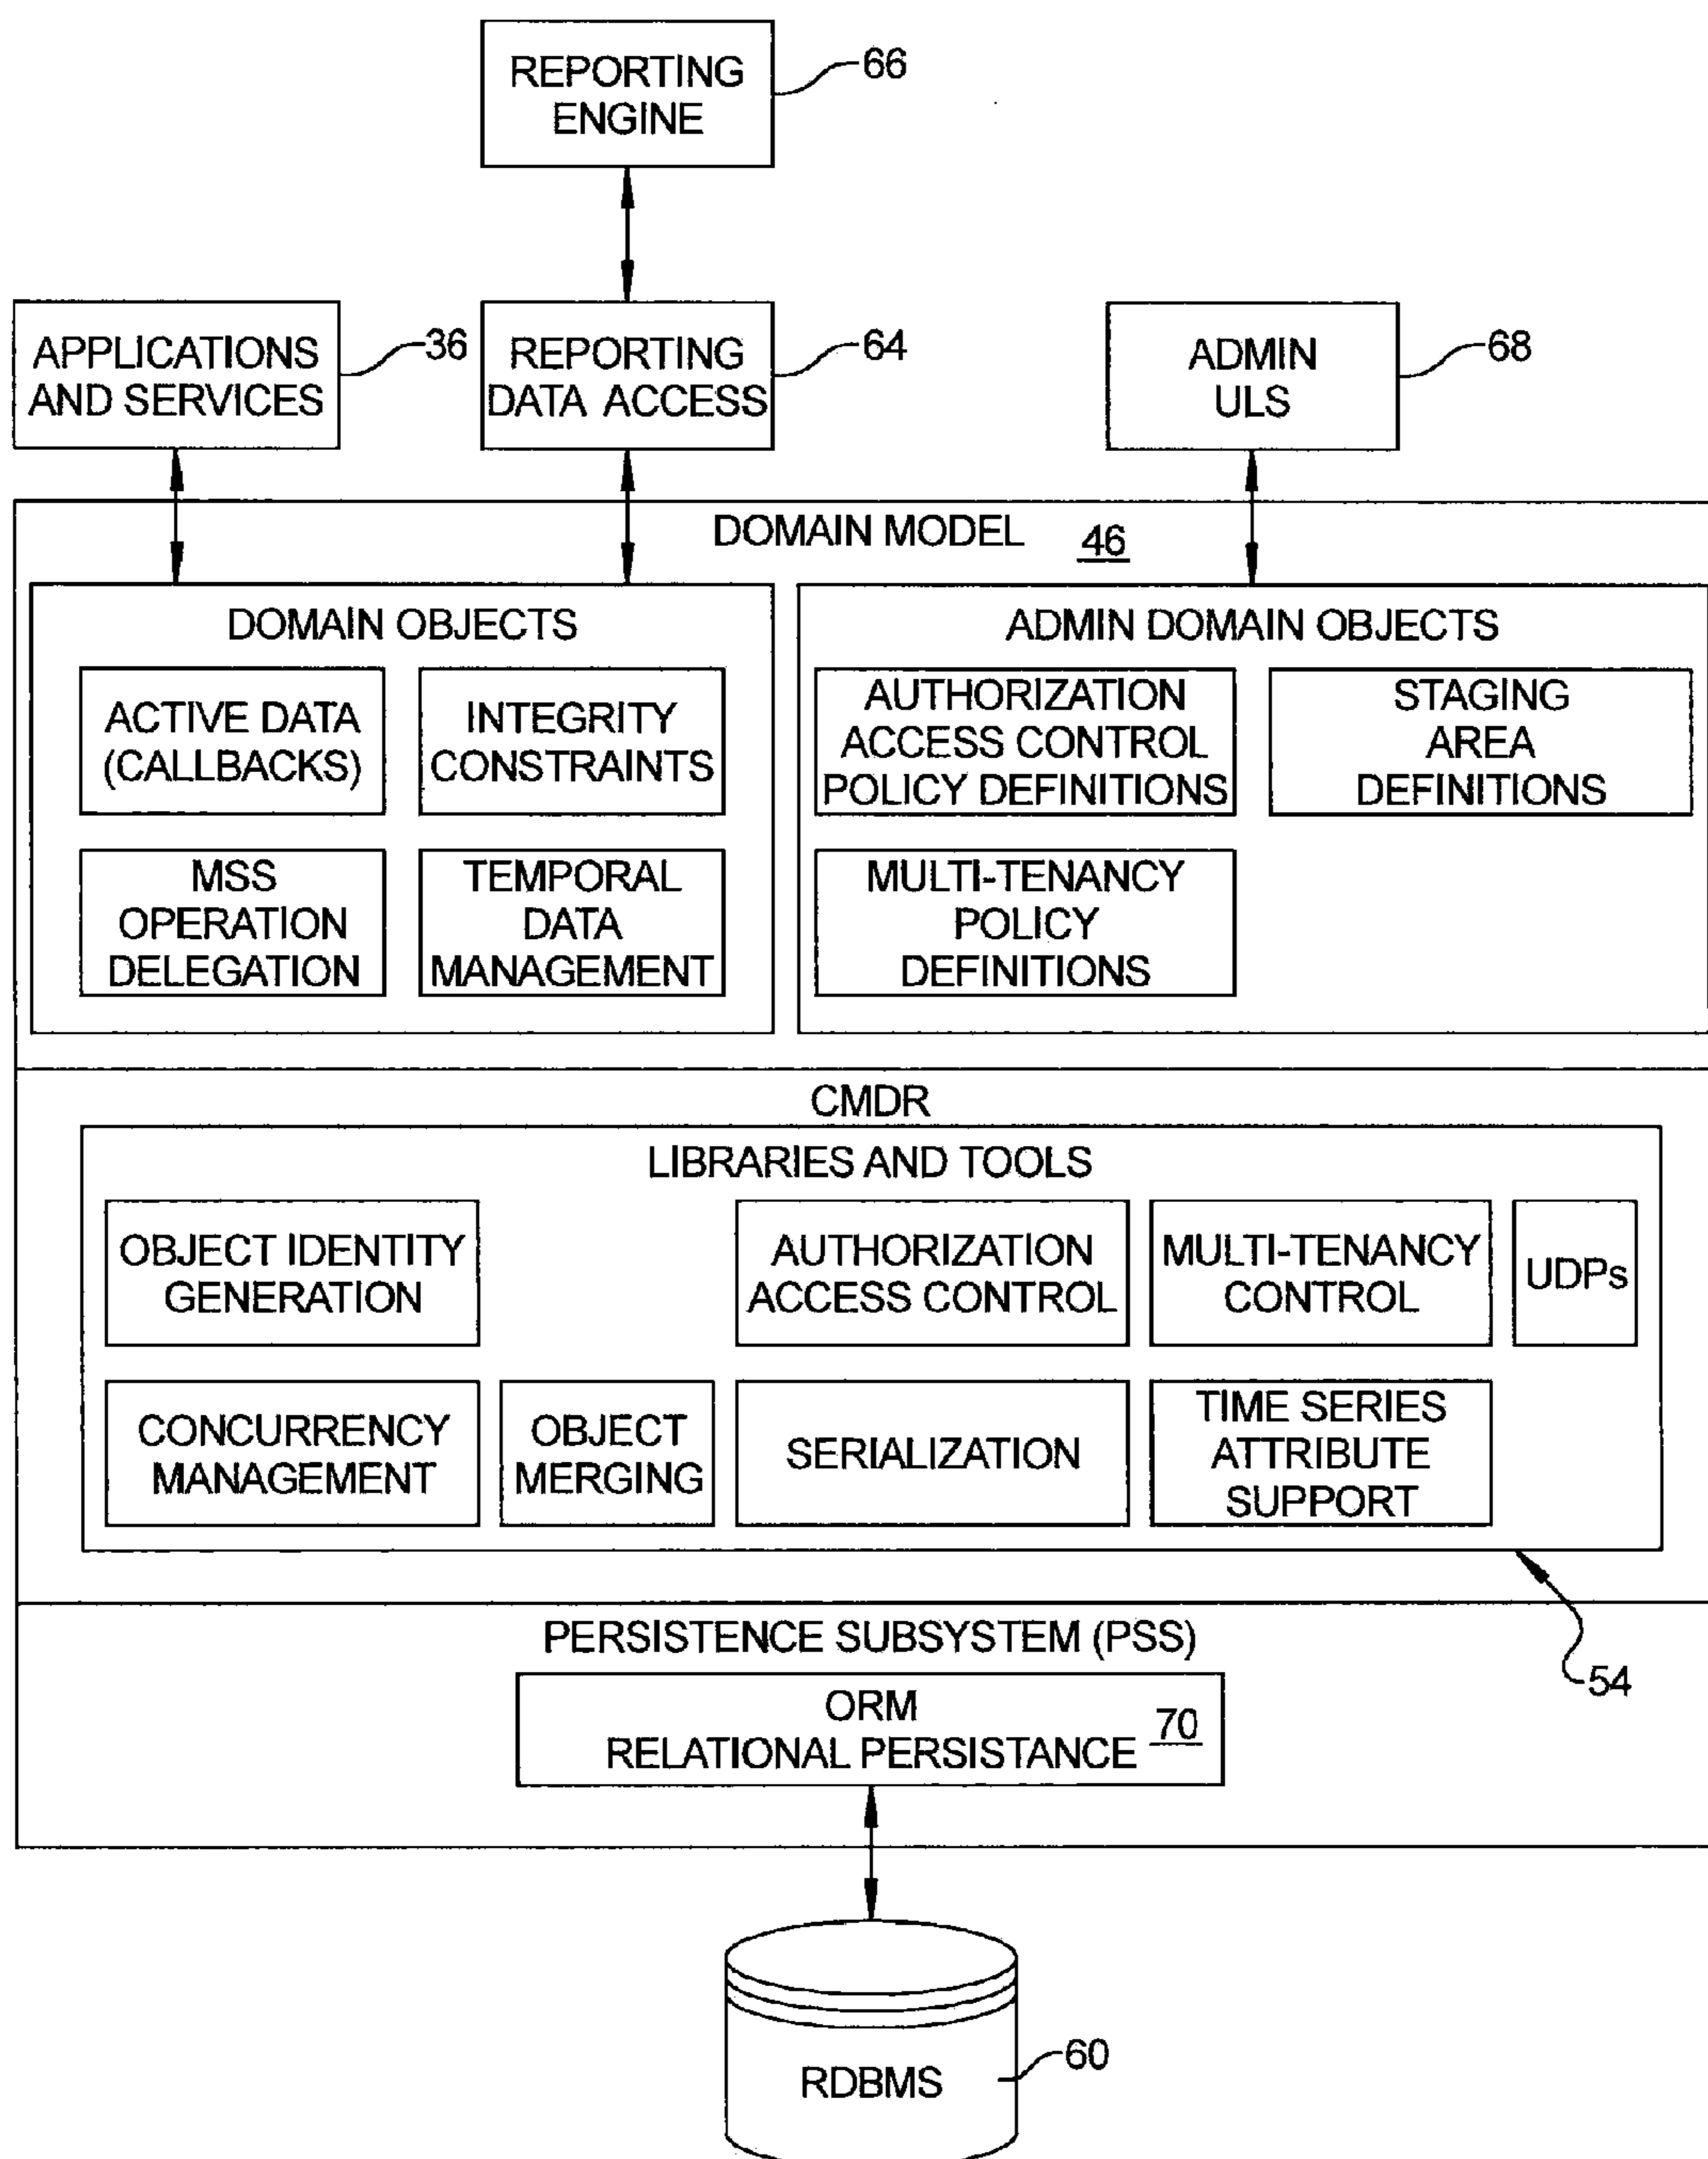 REPORTING
ENGINE
66
APPLICATIONS
AND SERVICES
36
REPORTING
DATA ACCESS
64
ADMIN
ULS
68
DOMAIN MODEL 46
DOMAIN OBJECTS
ACTIVE DATA
(CALLBACKS)
INTEGRITY
CONSTRAINTS
MSS
OPERATION
DELEGATION
TEMPORAL
DATA
MANAGEMENT
ADMIN DOMAIN OBJECTS
AUTHORIZATION
ACCESS CONTROL
POLICY DEFINITIONS
STAGING
AREA
DEFINITIONS
MULTI-TENANCY
POLICY
DEFINITIONS
CMDR
LIBRARIES AND TOOLS
OBJECT IDENTITY
GENERATION
AUTHORIZATION
ACCESS CONTROL
MULTI-TENANCY
CONTROL
UDPs
CONCURRENCY
MANAGEMENT
OBJECT
MERGING
SERIALIZATION
TIME SERIES
ATTRIBUTE
SUPPORT
54
PERSISTENCE SUBSYSTEM (PSS)
ORM
RELATIONAL PERSISTANCE 70
RDBMS
60